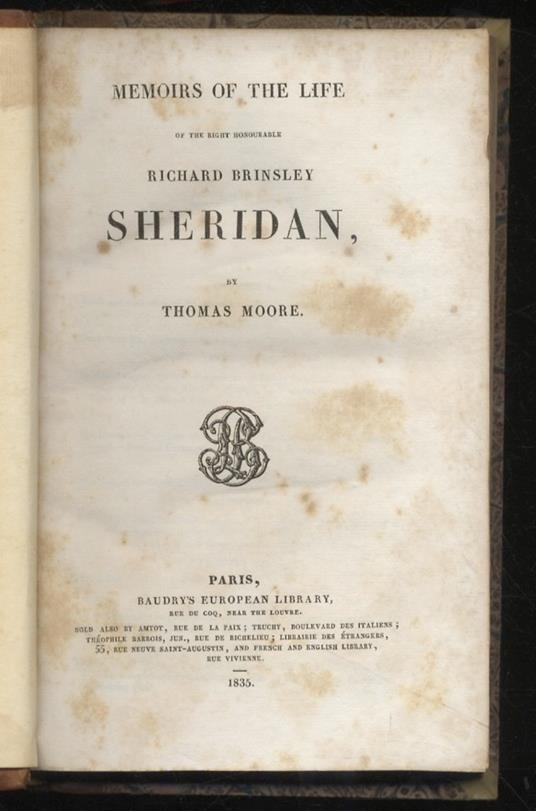 MEMOIRS OF THE LIFE
OF THE RIGHT HONOURABLE
RICHARD BRINSLEY
SHERIDAN,
BY
THOMAS MOORE.
PARIS,
BAUDRY'S EUROPEAN LIBRARY,
RUE DU COQ, NEAR THE LOUVRE.
SOLD ALSO BY AMYOT, RUE DE LA PAIX; TRUCHY, BOULEVARD DES ITALIENS;
THÉOPHILE BARROIS, JUN., RUE DE RICHELIEU; LIBRAIRIE DES ÉTRANGERS,
55, RUE NEUVE SAINT-AUGUSTIN, AND FRENCH AND ENGLISH LIBRARY,
RUE VIVIENNE.
1835.